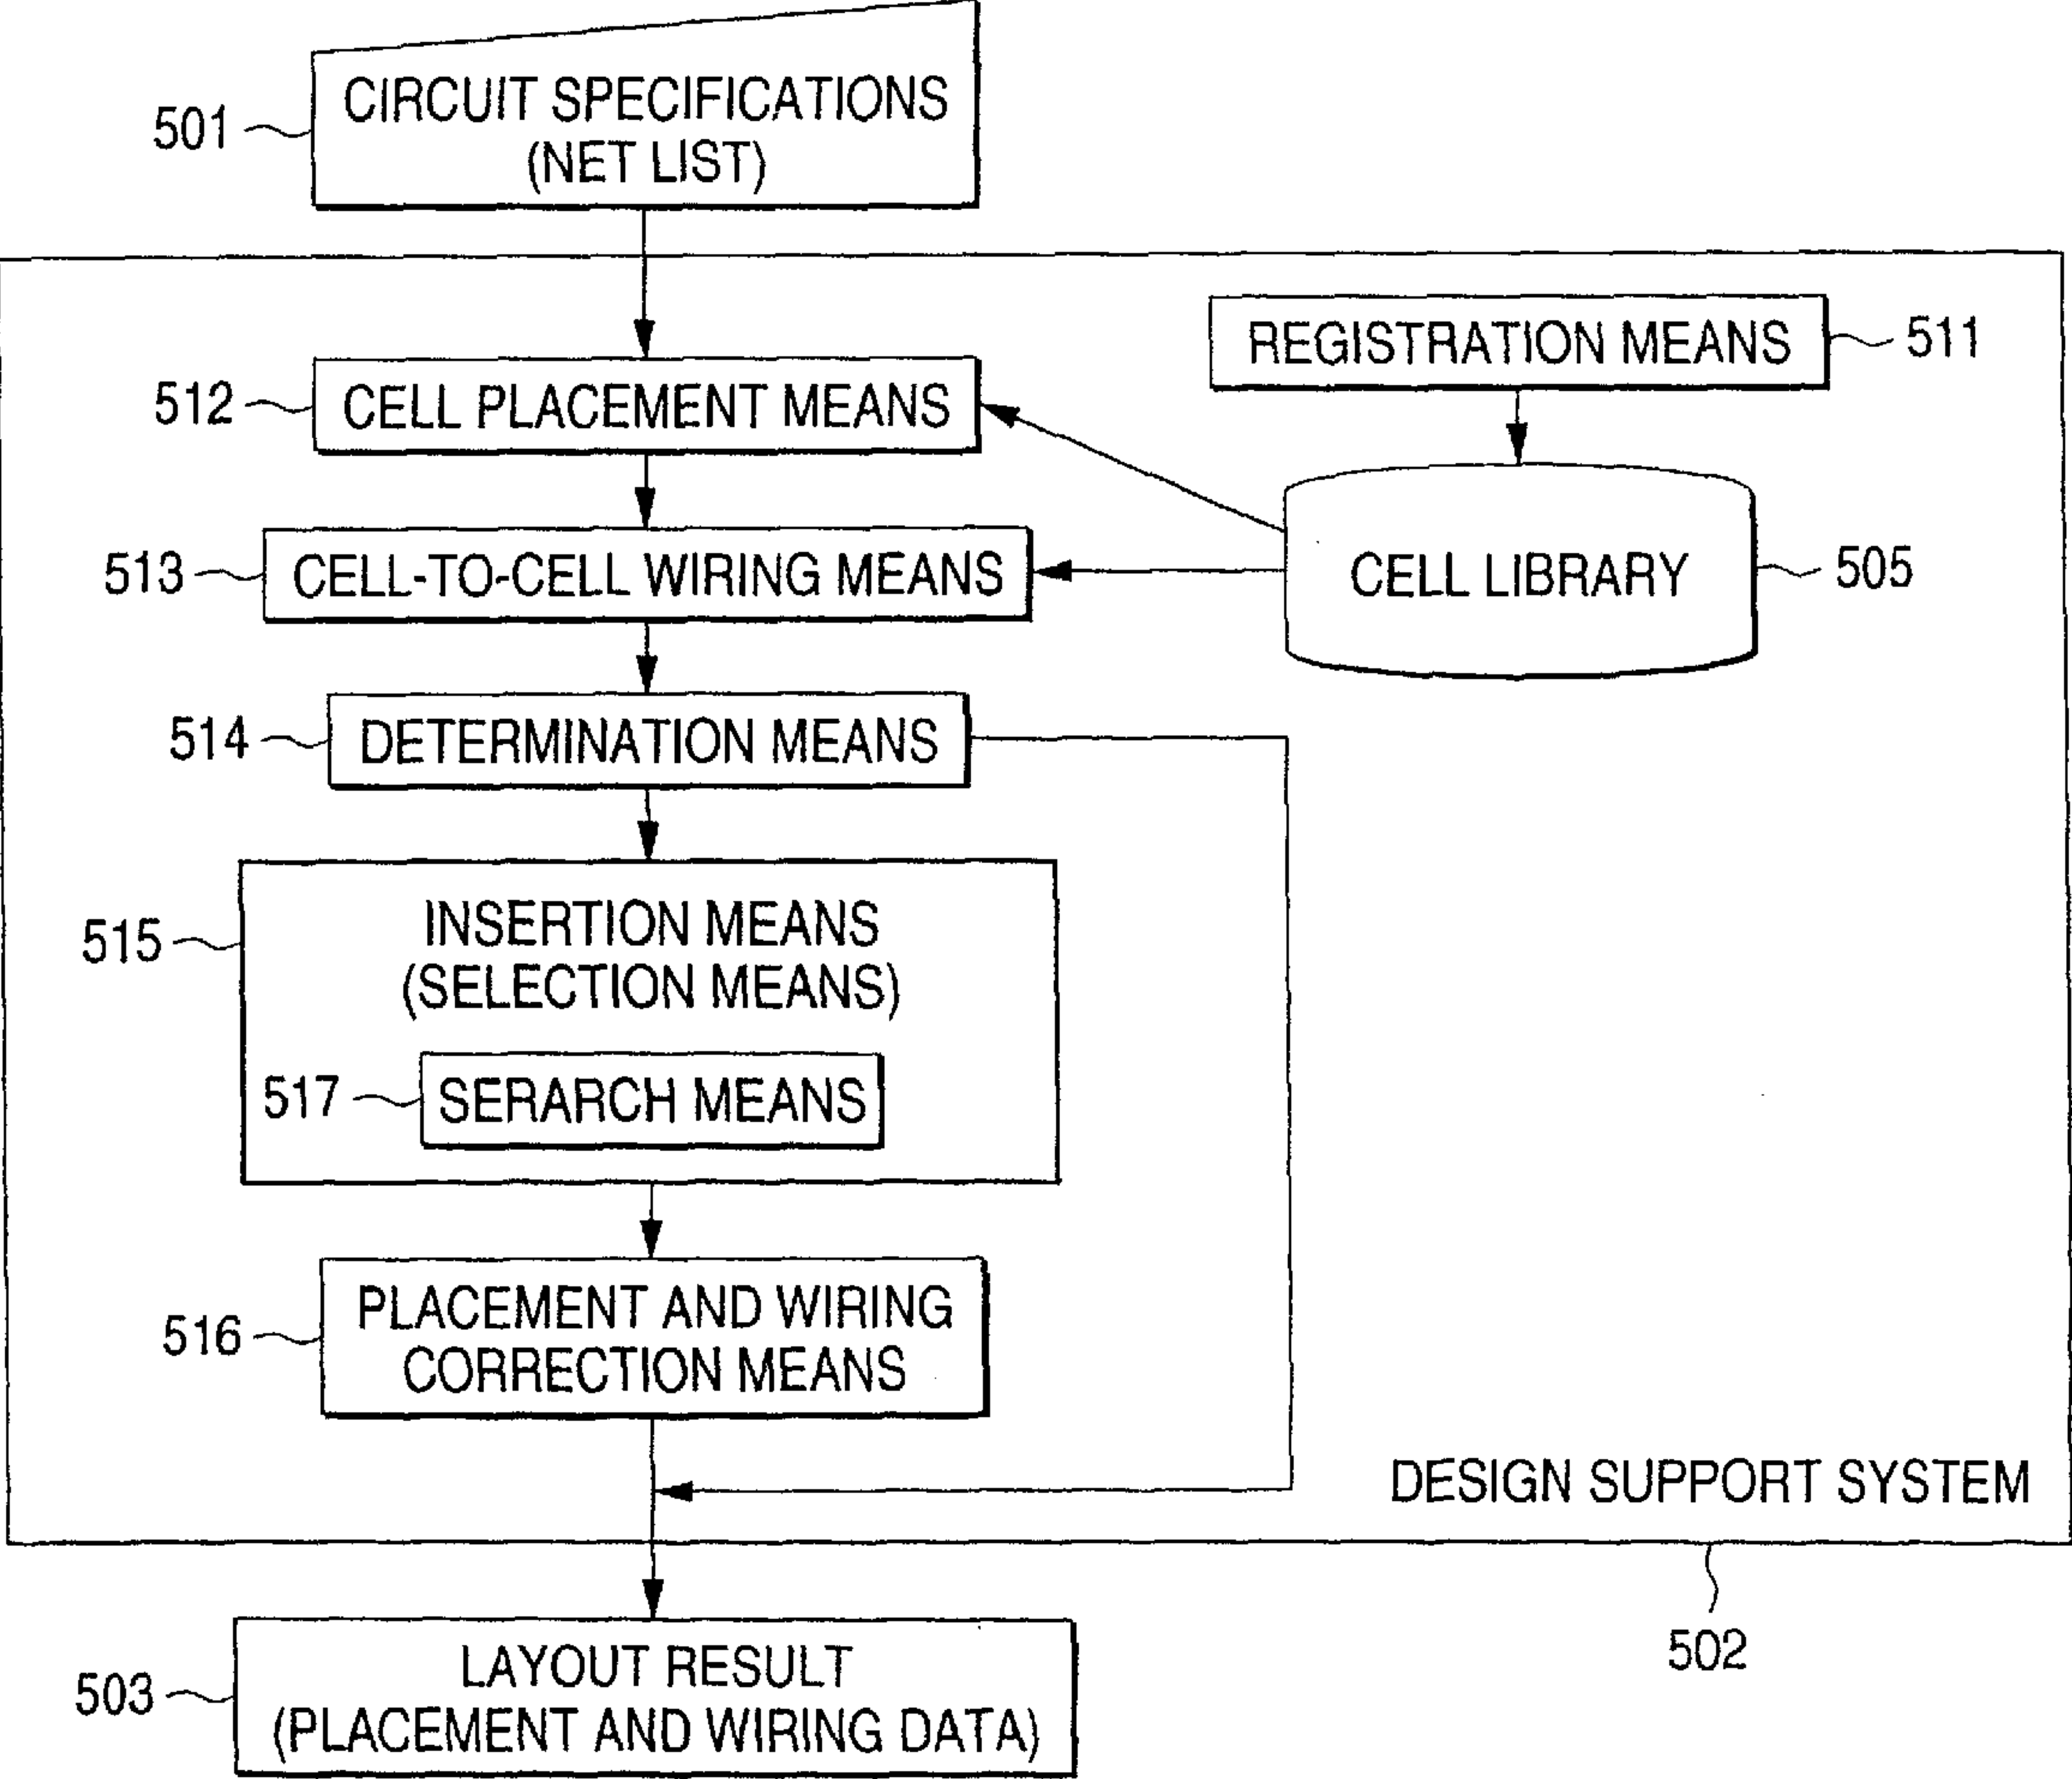 CIRCUIT SPECIFICATIONS
(NET LIST)
501
REGISTRATION MEANS
511
512
CELL PLACEMENT MEANS
513
CELL-TO-CELL WIRING MEANS
CELL LIBRARY
505
514
DETERMINATION MEANS
515
INSERTION MEANS
(SELECTION MEANS)
517
SERARCH MEANS
516
PLACEMENT AND WIRING
CORRECTION MEANS
DESIGN SUPPORT SYSTEM
502
503
LAYOUT RESULT
(PLACEMENT AND WIRING DATA)